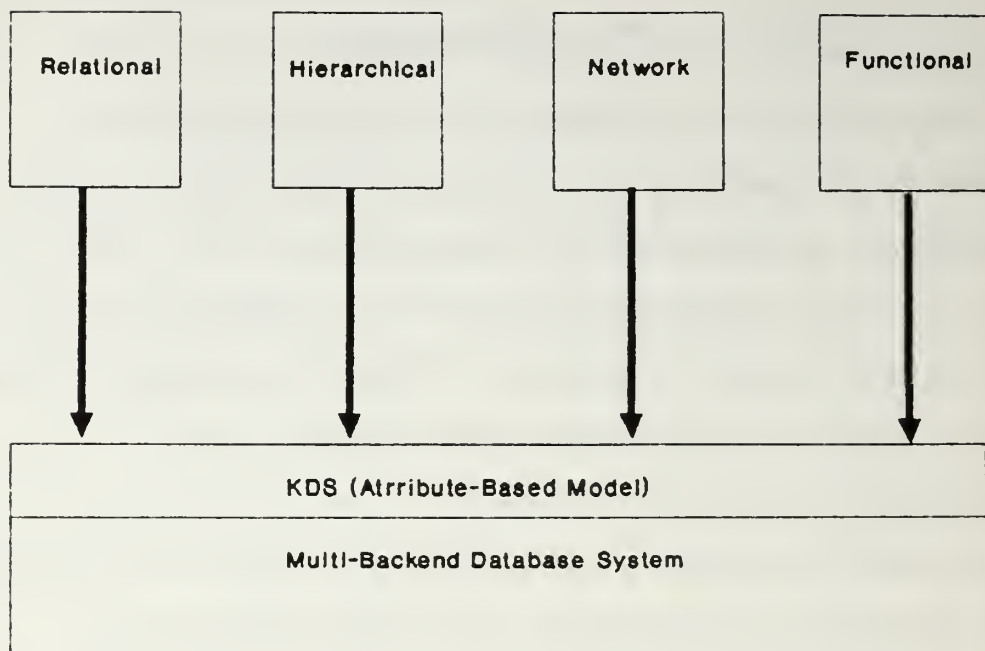 Relational
Hierarchical
Network
Functional
KDS (Atrribute-Based Model)
Multi-Backend Database System